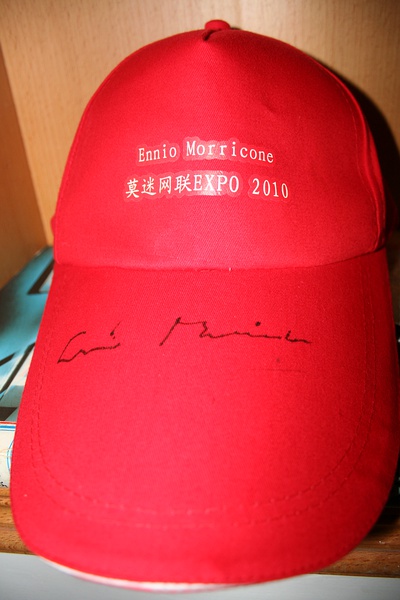 Ennio Morricone
莫迷网联EXPO 2010